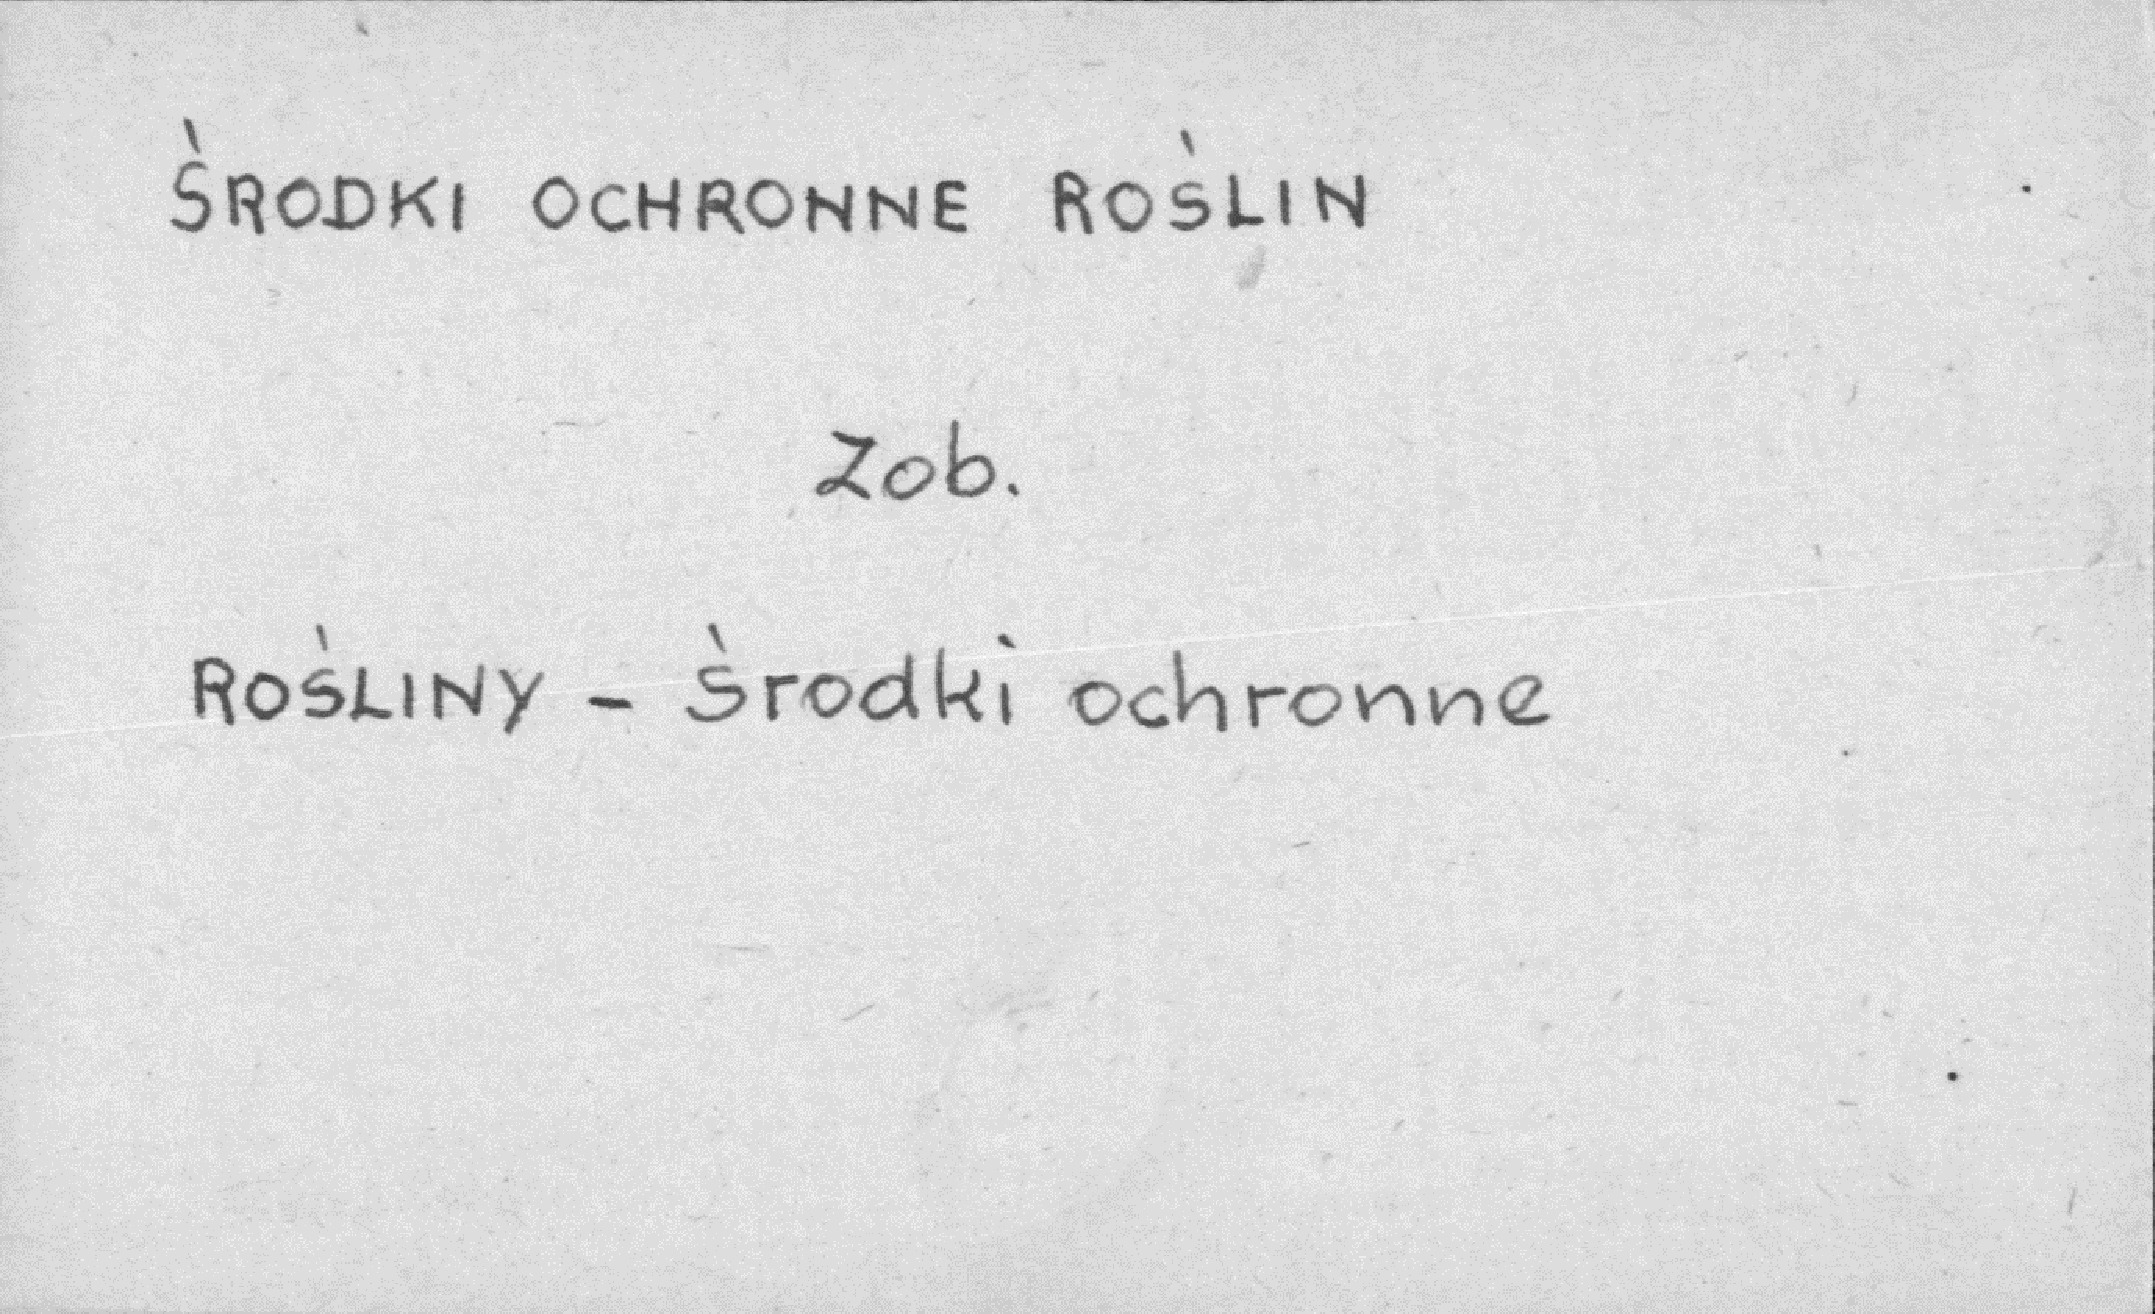 ŚRODKI OCHRONNE ROŚLIN
Zob.
ROŚLINY - Środki ochronne